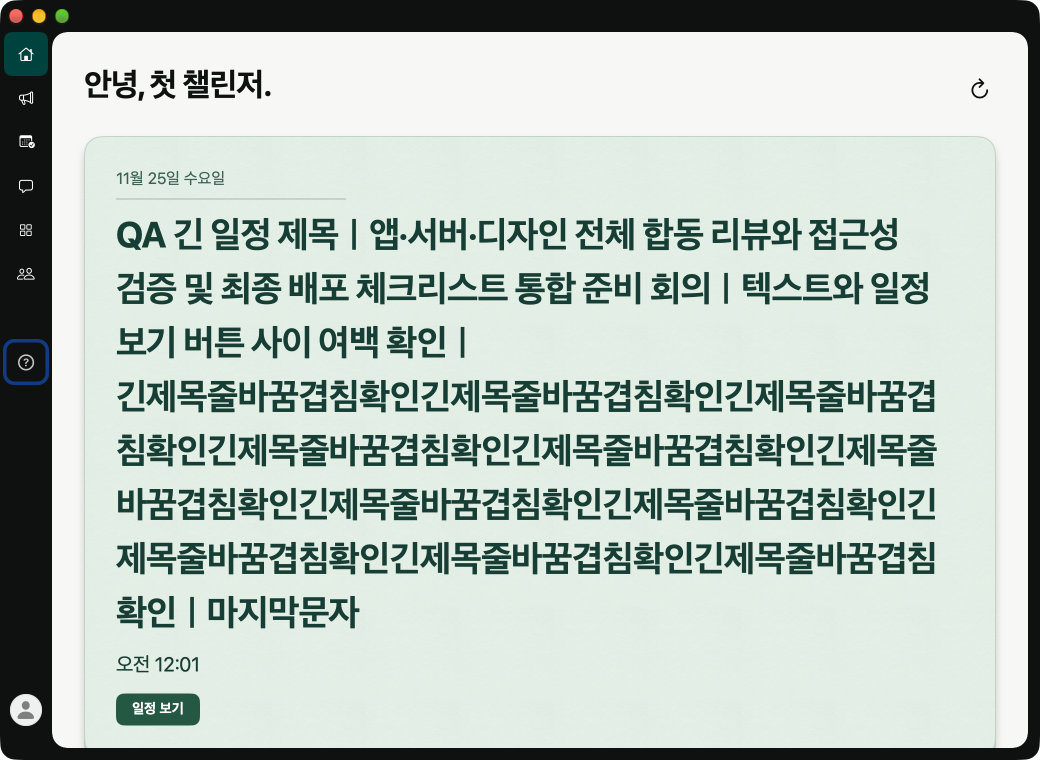 안녕, 첫 챌린저.
11월 25일 수요일
QA 긴 일정 제목 | 앱·서버·디자인 전체 합동 리뷰와 접근성
검증 및 최종 배포 체크리스트 통합 준비 회의 | 텍스트와 일정
보기 버튼 사이 여백 확인 |
긴제목줄바꿈겹침확인긴제목줄바꿈겹침확인긴제목줄바꿈겹
침확인긴제목줄바꿈겹침확인긴제목줄바꿈겹침확인긴제목줄
바꿈겹침확인긴제목줄바꿈겹침확인긴제목줄바꿈겹침확인긴
제목줄바꿈겹침확인긴제목줄바꿈겹침확인긴제목줄바꿈겹침
확인 | 마지막문자
오전 12:01
일정 보기